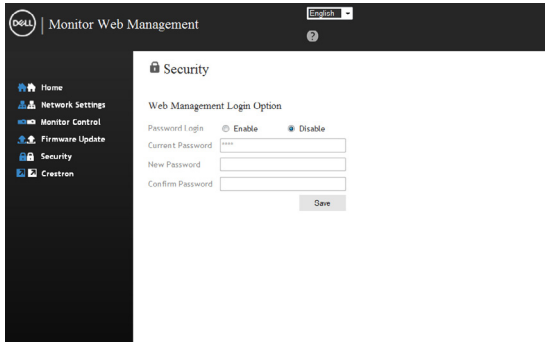 DELL
Monitor Web Management
English
?
Home
Network Settings
Monitor Control
Firmware Update
Security
Crestron
Security
Web Management Login Option
Password Login Enable Disable
Current Password ****
New Password
Confirm Password
Save